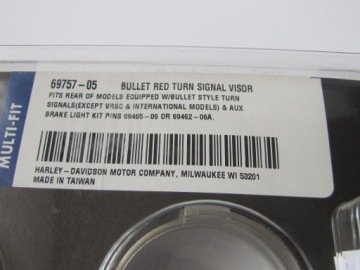 69757-05 BULLET RED TURN SIGNAL VISOR
FITS REAR OF MODELS EQUIPPED W/BULLET STYLE TURN
SIGNALS(EXCEPT VRSC & INTERNATIONAL MODELS) & AUX
BRAKE LIGHT KIT P/NS 69465-06 OR 69462-06A.
HARLEY-DAVIDSON MOTOR COMPANY, MILWAUKEE WI 53201
MADE IN TAIWAN
MULTI-FIT